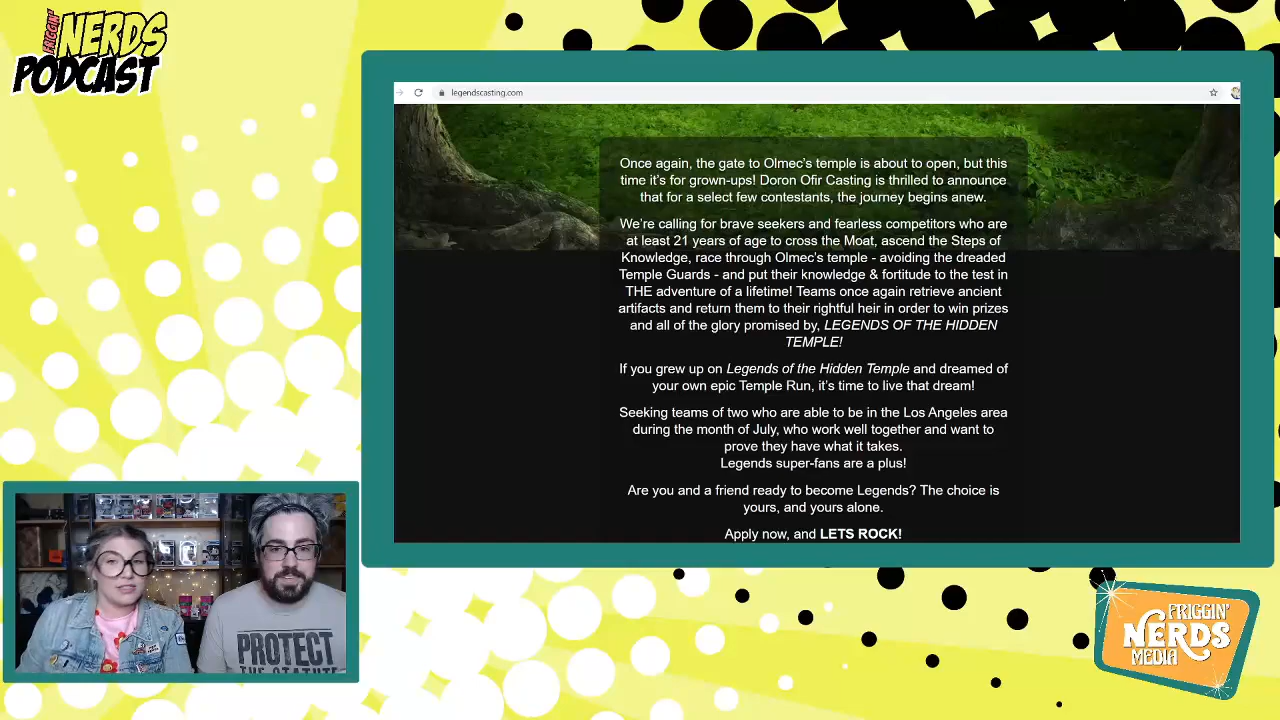 FRIGGIN'
NERDS
PODCAST
legendscasting.com
Once again, the gate to Olmec's temple is about to open, but this
time it's for grown-ups! Doron Ofir Casting is thrilled to announce
that for a select few contestants, the journey begins anew.
We're calling for brave seekers and fearless competitors who are
at least 21 years of age to cross the Moat, ascend the Steps of
Knowledge, race through Olmec's temple - avoiding the dreaded
Temple Guards - and put their knowledge & fortitude to the test in
THE adventure of a lifetime! Teams once again retrieve ancient
artifacts and return them to their rightful heir in order to win prizes
and all of the glory promised by, LEGENDS OF THE HIDDEN
TEMPLE!
If you grew up on Legends of the Hidden Temple and dreamed of
your own epic Temple Run, it's time to live that dream!
Seeking teams of two who are able to be in the Los Angeles area
during the month of July, who work well together and want to
prove they have what it takes.
Legends super-fans are a plus!
Are you and a friend ready to become Legends? The choice is
yours, and yours alone.
Apply now, and LETS ROCK!
PROTECT
THE STATUTE
FRIGGIN'
NERDS
MEDIA